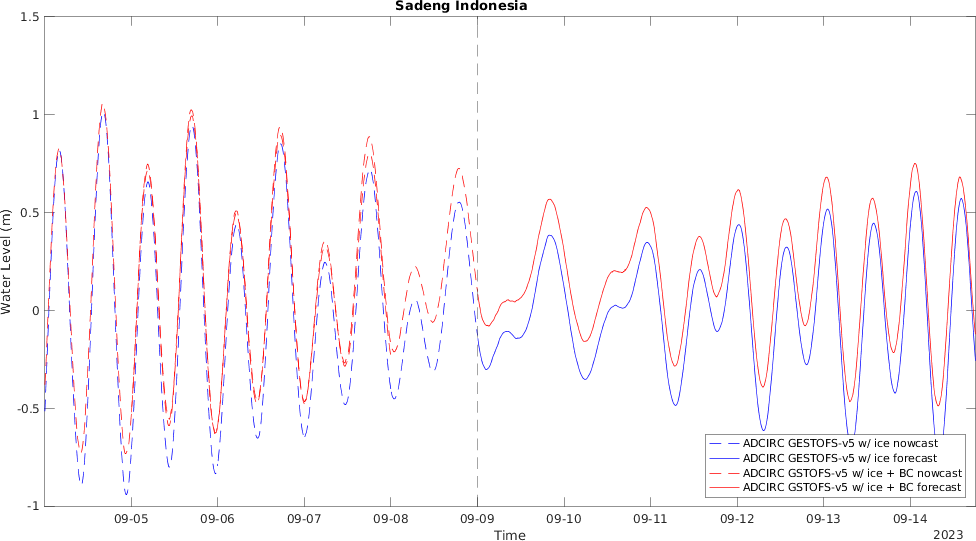 Sadeng Indonesia
1.5
1
0.5
0
-0.5
-1
Water Level (m)
09-05 09-06 09-07 09-08 09-09 09-10 09-11 09-12 09-13 09-14
Time
2023
ADCIRC GESTOFS-v5 w/ ice nowcast
ADCIRC GESTOFS-v5 w/ ice forecast
ADCIRC GSTOFS-v5 w/ ice + BC nowcast
ADCIRC GSTOFS-v5 w/ ice + BC forecast